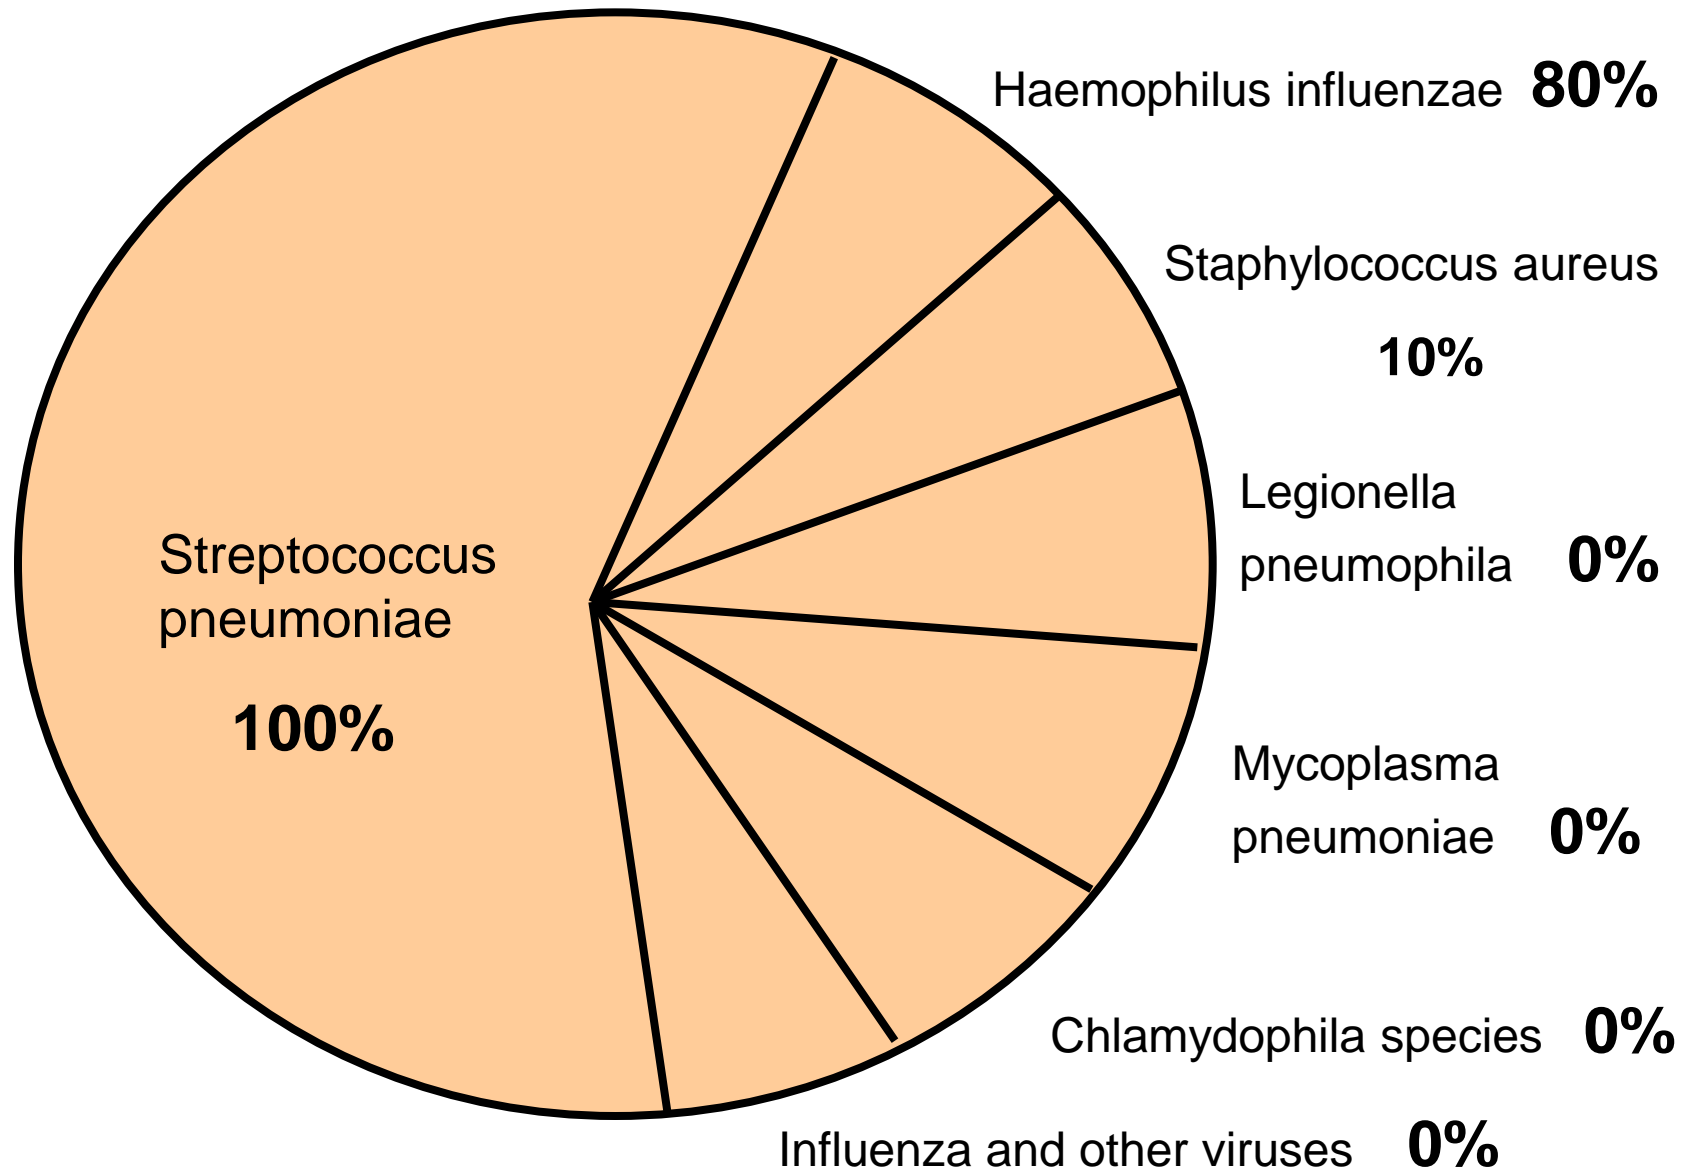 Haemophilus influenzae 80%
Staphylococcus aureus
10%
Legionella
pneumophila 0%
Streptococcus
pneumoniae
100%
Mycoplasma
pneumoniae 0%
Chlamydophila species 0%
Influenza and other viruses 0%